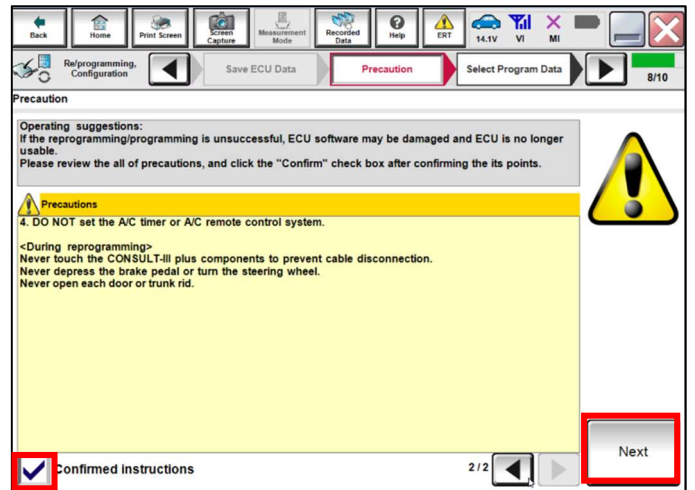 Back
Home
Print Screen
Screen
Capture
Measurement
Mode
Recorded
Data
Help
ERT
14.1V
VI
MI
Re/programming,
Configuration
Save ECU Data
Precaution
Select Program Data
8/10
Precaution
Operating suggestions:
If the reprogramming/programming is unsuccessful, ECU software may be damaged and ECU is no longer
usable.
Please review the all of precautions, and click the "Confirm" check box after confirming the its points.
Precautions
4. DO NOT set the A/C timer or A/C remote control system.
<During reprogramming>
Never touch the CONSULT-III plus components to prevent cable disconnection.
Never depress the brake pedal or turn the steering wheel.
Never open each door or trunk rid.
Confirmed instructions
2/2
Next